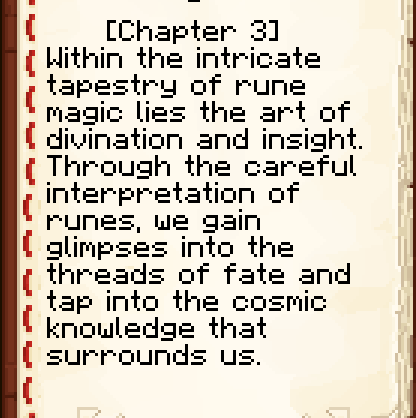 [Chapter 3]
Within the intricate
tapestry of rune
magic lies the art of
divination and insight.
Through the careful
interpretation of
runes, we gain
glimpses into the
threads of fate and
tap into the cosmic
knowledge that
surrounds us.